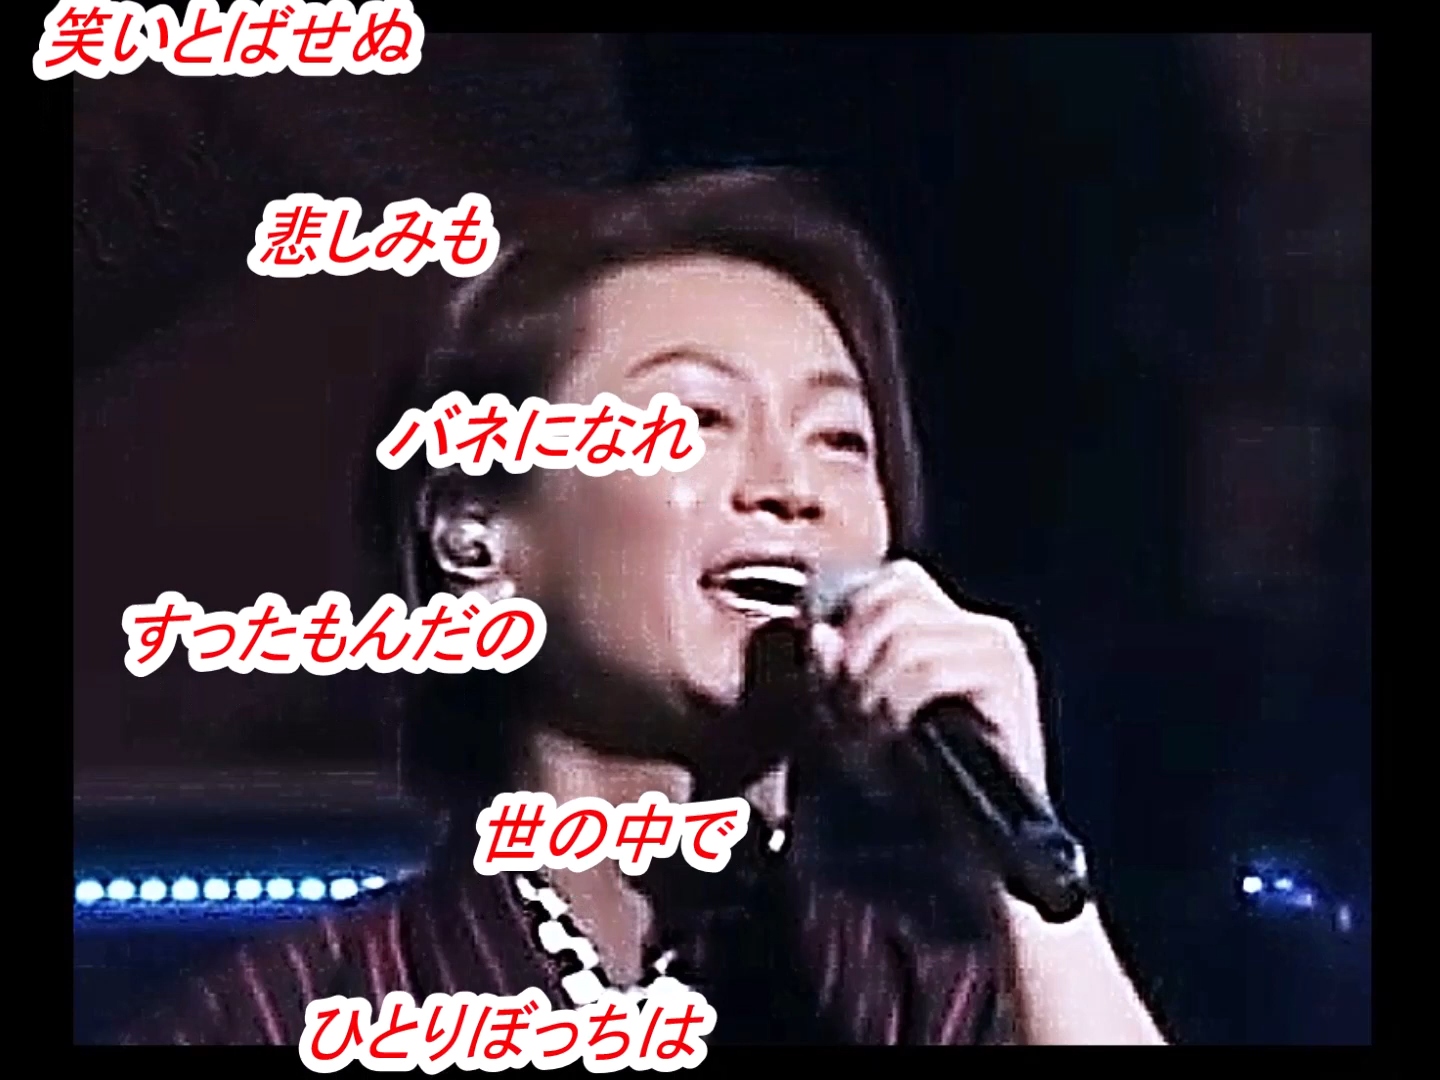 笑いとばせぬ
悲しみも
バネになれ
すったもんだの
世の中で
ひとりぼっちは